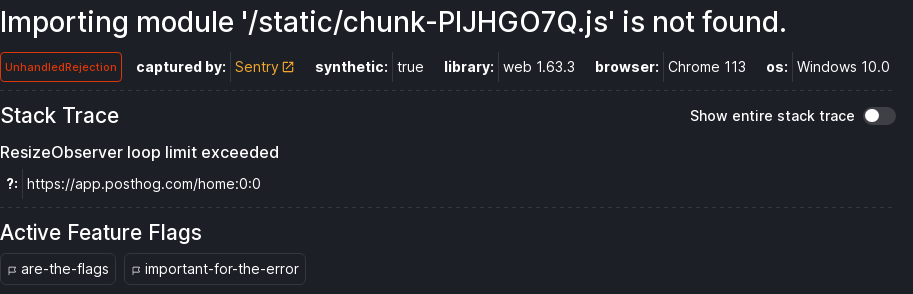 Importing module '/static/chunk-PIJHGO7Q.js' is not found.
UnhandledRejection captured by: Sentry synthetic: true library: web 1.63.3 browser: Chrome 113 os: Windows 10.0
Stack Trace Show entire stack trace
ResizeObserver loop limit exceeded
?: https://app.posthog.com/home:0:0
Active Feature Flags
are-the-flags important-for-the-error